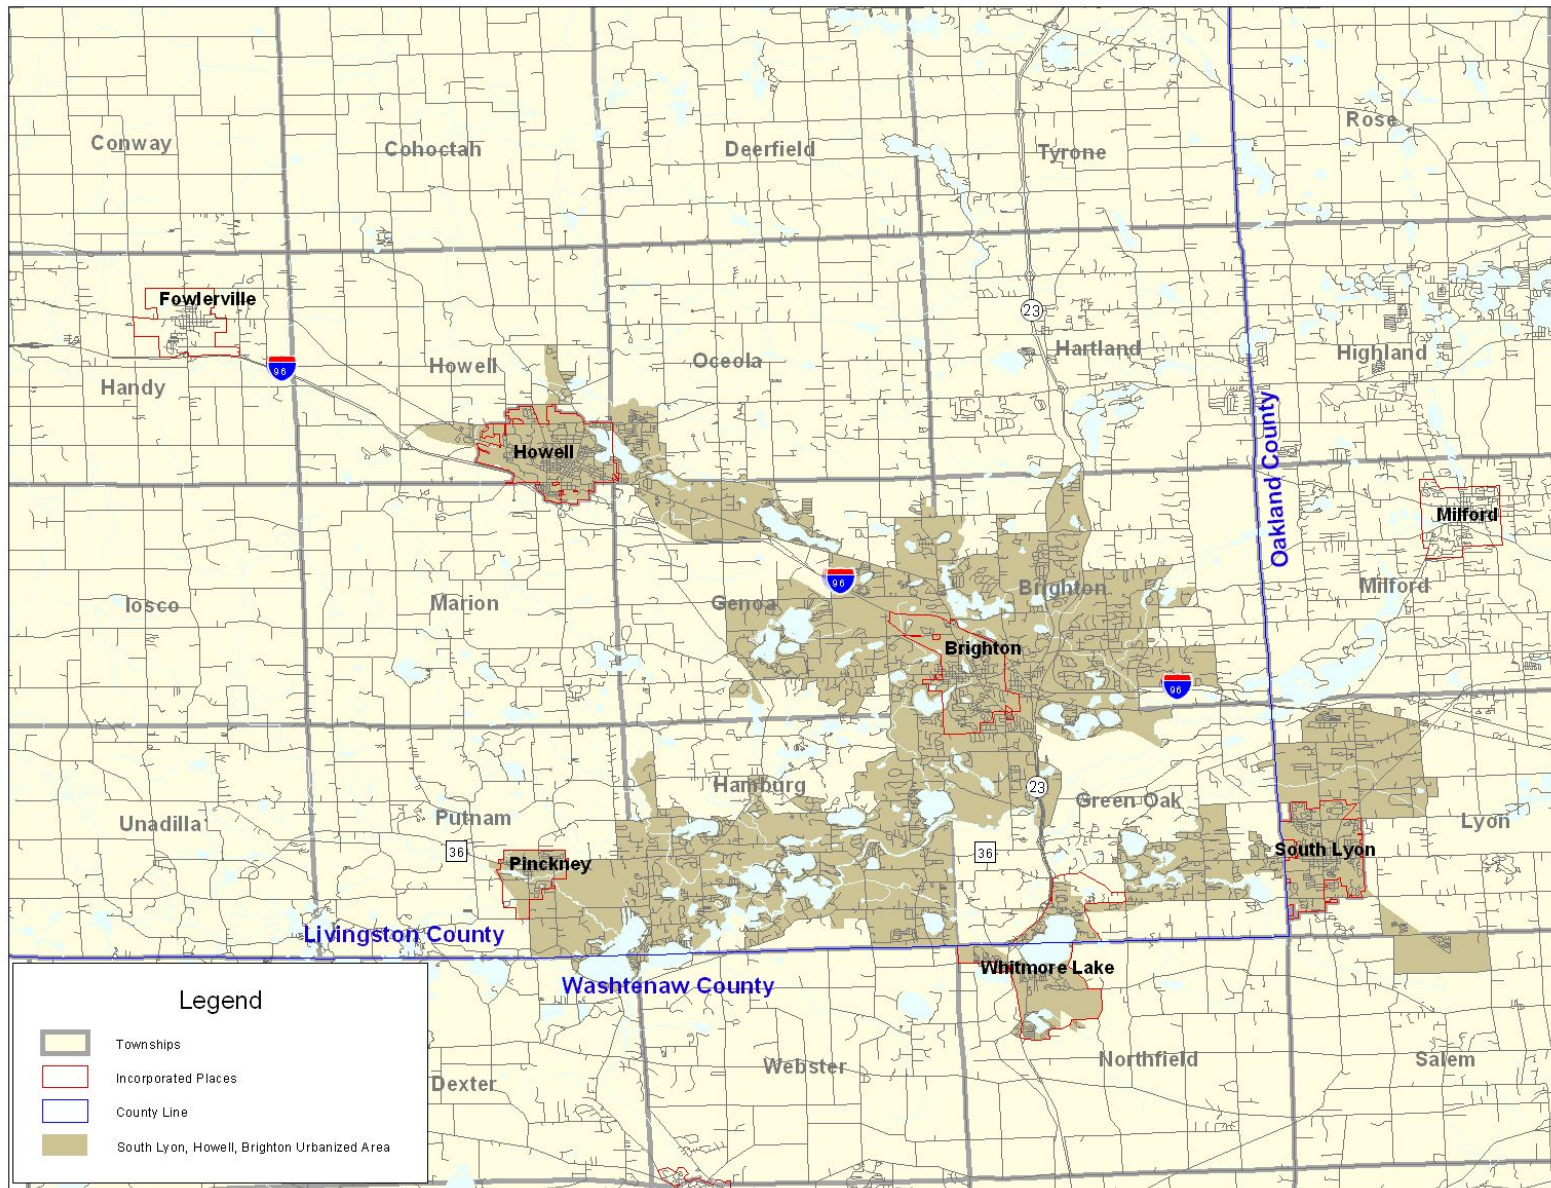 Conway
Cohoctah
Deerfield
Tyrone
Rose
Fowlerville
23
96
Handy
Howell
Oceola
Hartland
Highland
Howell
Oakland County
Milford
96
Iosco
Marion
Genoa
Brighton
Milford
Brighton
96
Hamburg
23
Green Oak
Unadilla
Putnam
Lyon
36
36
Pinckney
South Lyon
Livingston County
Whitmore Lake
Washtenaw County
Webster
Northfield
Salem
Dexter
Legend
Townships
Incorporated Places
County Line
South Lyon, Howell, Brighton Urbanized Area